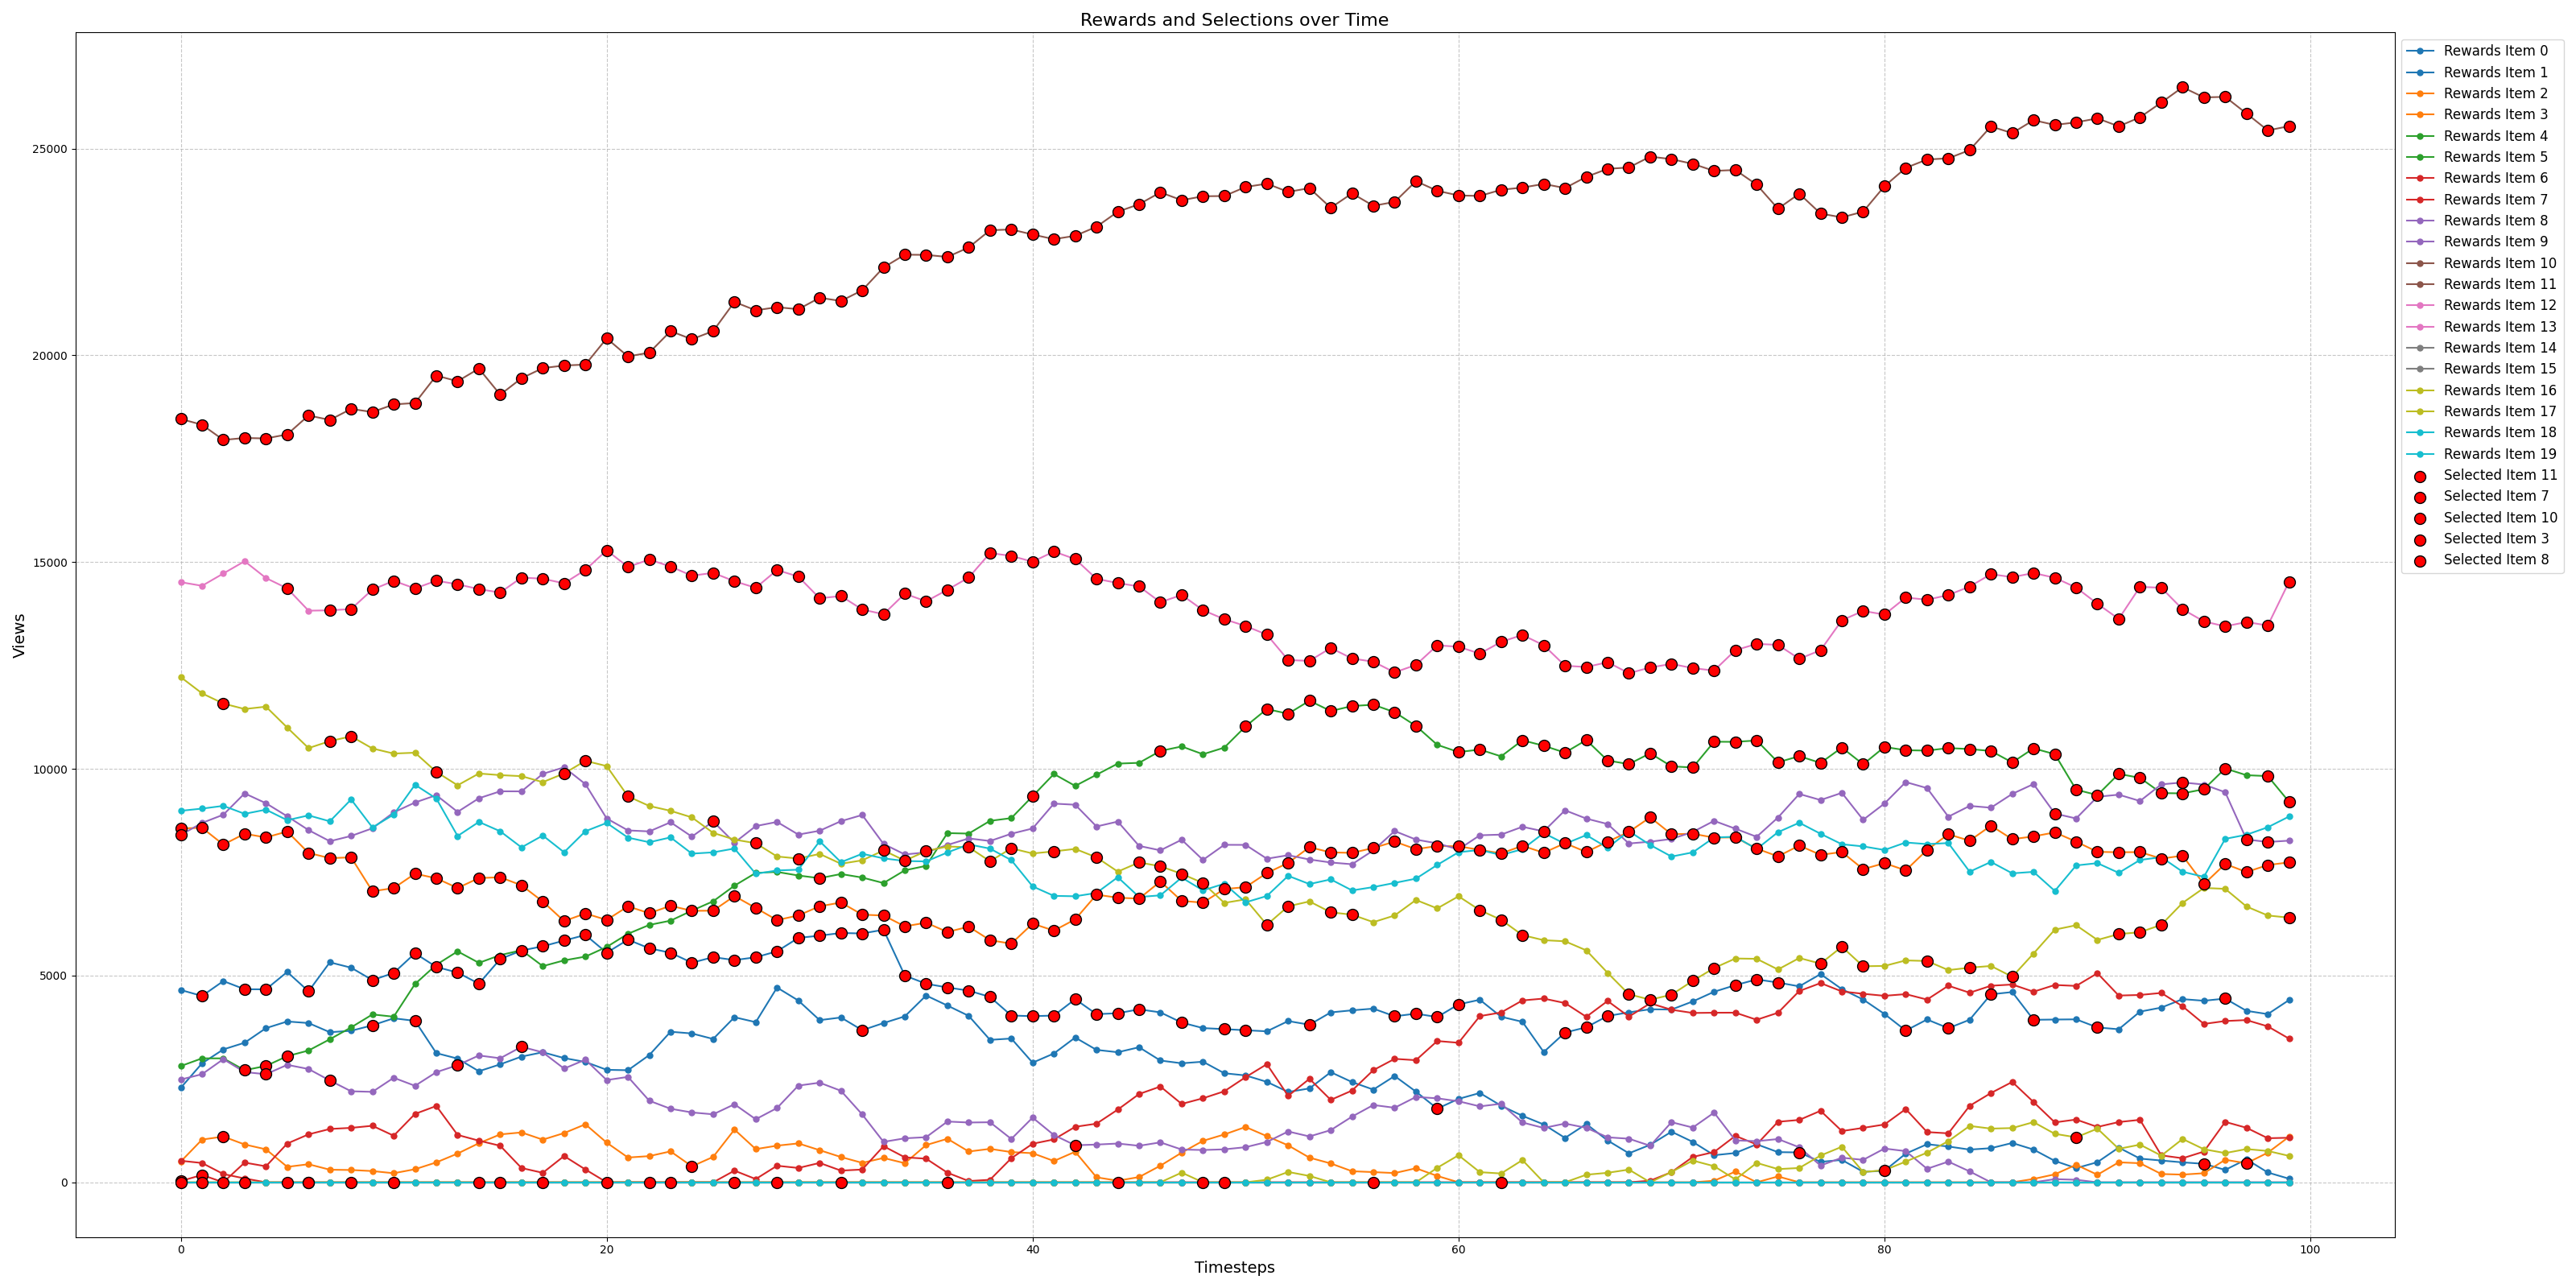 Rewards and Selections over Time
Views
25000
20000
15000
10000
5000
0
0 20 40 60 80 100
Timesteps
Rewards Item 0
Rewards Item 1
Rewards Item 2
Rewards Item 3
Rewards Item 4
Rewards Item 5
Rewards Item 6
Rewards Item 7
Rewards Item 8
Rewards Item 9
Rewards Item 10
Rewards Item 11
Rewards Item 12
Rewards Item 13
Rewards Item 14
Rewards Item 15
Rewards Item 16
Rewards Item 17
Rewards Item 18
Rewards Item 19
Selected Item 11
Selected Item 7
Selected Item 10
Selected Item 3
Selected Item 8